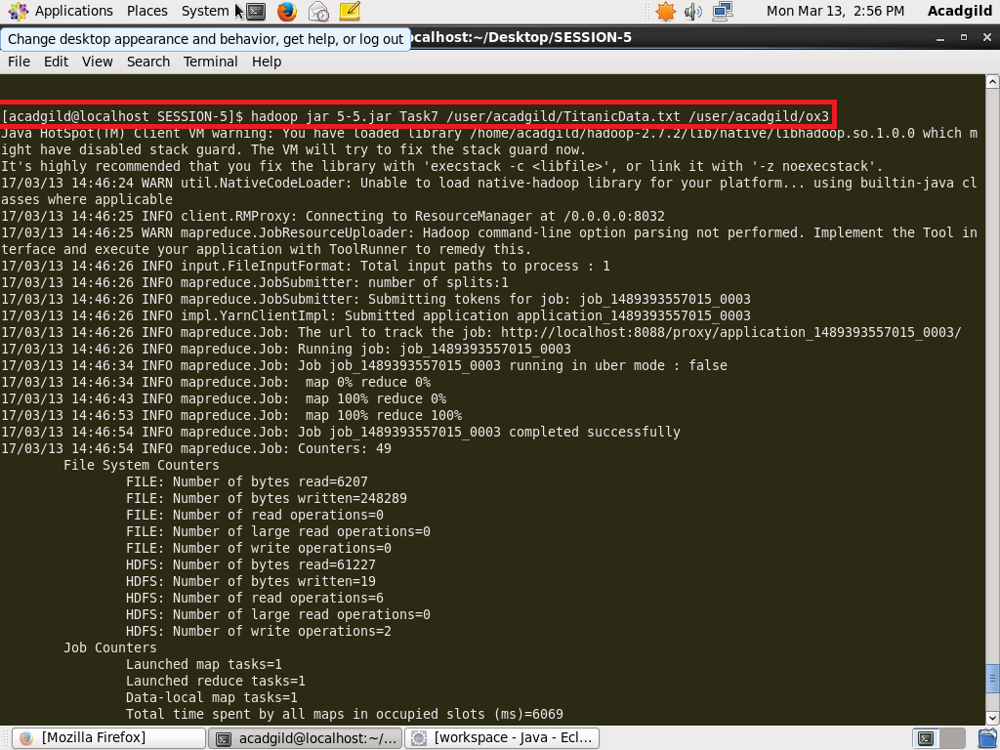 Applications Places System Mon Mar 13, 2:56 PM Acadgild
Change desktop appearance and behavior, get help, or log out
ocalhost:~/Desktop/SESSION-5
File Edit View Search Terminal Help
[acadgild@localhost SESSION-5]$ hadoop jar 5-5.jar Task7 /user/acadgild/TitanicData.txt /user/acadgild/ox3
Java HotSpot(TM) Client VM warning: You have loaded library /home/acadgild/hadoop-2.7.2/lib/native/libhadoop.so.1.0.0 which m
ight have disabled stack guard. The VM will try to fix the stack guard now.
It's highly recommended that you fix the library with 'execstack -c <libfile>', or link it with '-z noexecstack'.
17/03/13 14:46:24 WARN util.NativeCodeLoader: Unable to load native-hadoop library for your platform... using builtin-java cl
asses where applicable
17/03/13 14:46:25 INFO client.RMProxy: Connecting to ResourceManager at /0.0.0.0:8032
17/03/13 14:46:25 WARN mapreduce.JobResourceUploader: Hadoop command-line option parsing not performed. Implement the Tool in
terface and execute your application with ToolRunner to remedy this.
17/03/13 14:46:26 INFO input.FileInputFormat: Total input paths to process : 1
17/03/13 14:46:26 INFO mapreduce.JobSubmitter: number of splits:1
17/03/13 14:46:26 INFO mapreduce.JobSubmitter: Submitting tokens for job: job_1489393557015_0003
17/03/13 14:46:26 INFO impl.YarnClientImpl: Submitted application application_1489393557015_0003
17/03/13 14:46:26 INFO mapreduce.Job: The url to track the job: http://localhost:8088/proxy/application_1489393557015_0003/
17/03/13 14:46:26 INFO mapreduce.Job: Running job: job_1489393557015_0003
17/03/13 14:46:34 INFO mapreduce.Job: Job job_1489393557015_0003 running in uber mode : false
17/03/13 14:46:34 INFO mapreduce.Job:  map 0% reduce 0%
17/03/13 14:46:43 INFO mapreduce.Job:  map 100% reduce 0%
17/03/13 14:46:53 INFO mapreduce.Job:  map 100% reduce 100%
17/03/13 14:46:54 INFO mapreduce.Job: Job job_1489393557015_0003 completed successfully
17/03/13 14:46:54 INFO mapreduce.Job: Counters: 49
File System Counters
FILE: Number of bytes read=6207
FILE: Number of bytes written=248289
FILE: Number of read operations=0
FILE: Number of large read operations=0
FILE: Number of write operations=0
HDFS: Number of bytes read=61227
HDFS: Number of bytes written=19
HDFS: Number of read operations=6
HDFS: Number of large read operations=0
HDFS: Number of write operations=2
Job Counters
Launched map tasks=1
Launched reduce tasks=1
Data-local map tasks=1
Total time spent by all maps in occupied slots (ms)=6069
[Mozilla Firefox] acadgild@localhost:~/... [workspace - Java - Ecl...